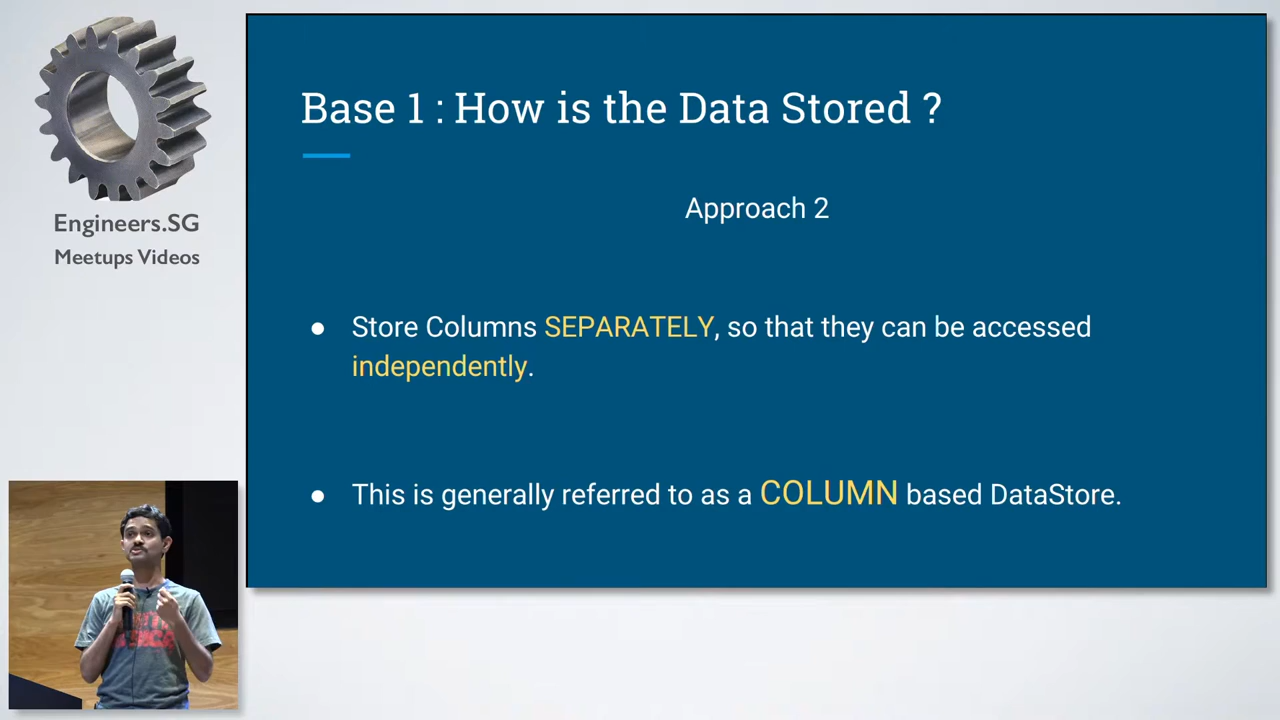 Engineers.SG
Meetups Videos
Base 1 : How is the Data Stored ?
Approach 2
● Store Columns SEPARATELY, so that they can be accessed
independently.
● This is generally referred to as a COLUMN based DataStore.